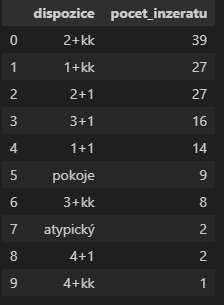 dispozice pocet_inzeratu
0 2+kk 39
1 1+kk 27
2 2+1 27
3 3+1 16
4 1+1 14
5 pokoje 9
6 3+kk 8
7 atypický 2
8 4+1 2
9 4+kk 1